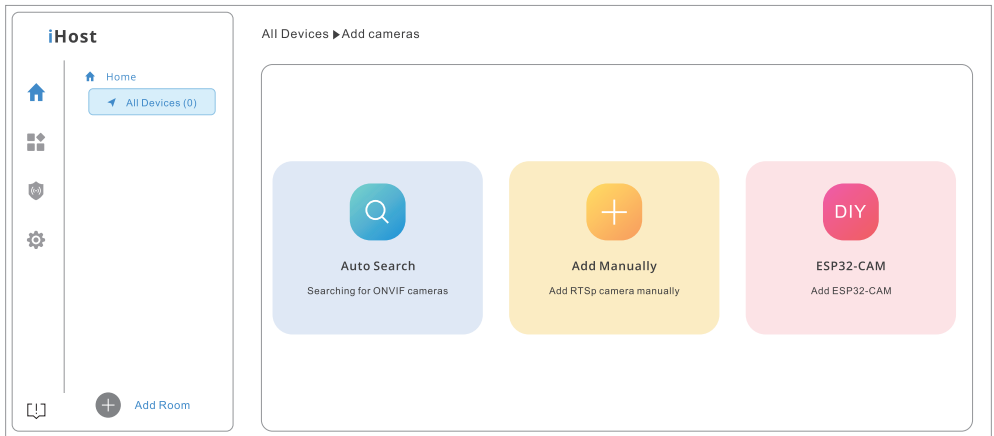 iHost
All Devices ▶Add cameras
Home
All Devices (0)
DIY
Auto Search
Add Manually
ESP32-CAM
Searching for ONVIF cameras
Add RTSp camera manually
Add ESP32-CAM
Add Room